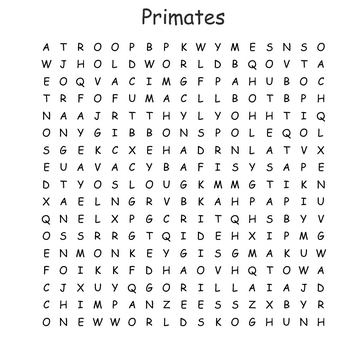 Primates
A T R O O P B P K W Y M E S N S O
W J H O L D W O R L D B Q O V T A
E O Q V A C I M G F P A H U B O C
T R F O F U M A C L L B O T B P H
N A A J R T T H Y L Y O H H T I Q
O N Y G I B B O N S P O L E Q O L
S G E K C X E H A D R N L A T V X
E U A V A C Y B A F I S Y S A P E
D T Y O S L O U G K M M G T I K N
X A E L N G R V B K A H P A P I U
Q N E L X P G C R I T Q H S B Y V
O S S R R G T Q I D E H X I P M G
E N M O N K E Y G I S G M A K U W
F O I K K F D H A O V H Q T O W A
C J X U Y Q G O R I L L A I A J D
C H I M P A N Z E E S S Z X B Y R
O N E W W O R L D S K O G H U N H